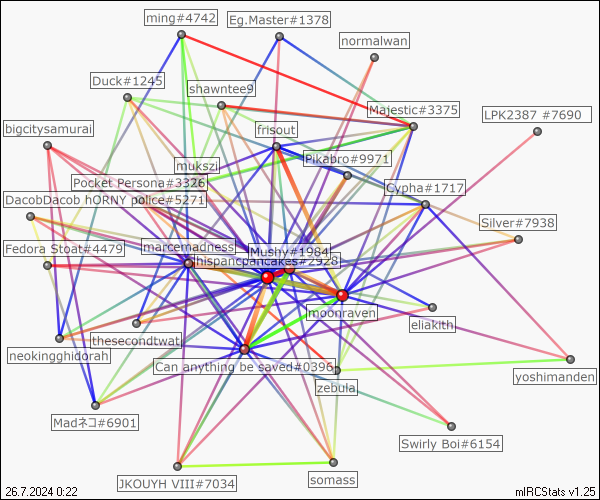 ming#4742
Eg.Master#1378
normalwan
Duck#1245
shawntee9
Majestic#3375
LPK2387 #7690
bigcitysamurai
frisout
Pikabro#9971
mukszi
Pocket Persona#3326
Cypha#1717
DacobDacob hORNY police#5271
Silver#7938
Fedora Stoat#4479
marcemadness
Mushy#1984
hispanicpancakes#2928
moonraven
eliakith
thesecondtwat
neokingghidorah
Can anything be saved#0396
yoshimanden
zebula
Madネコ#6901
Swirly Boi#6154
JKOUYH VIII#7034
somass
26.7.2024 0:22
mIRCStats v1.25